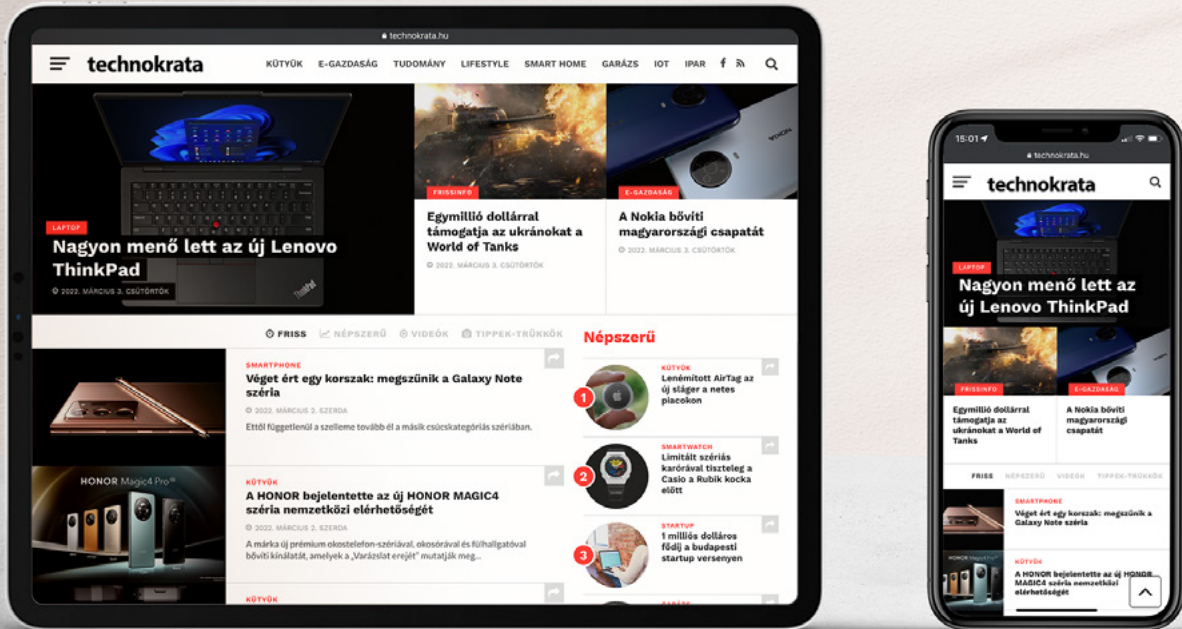 technokrata.hu
technokrata
KÜTYÜK E-GAZDASÁG TUDOMÁNY LIFESTYLE SMART HOME GARÁZS IOT IPAR
LAPTOP
Nagyon menő lett az új Lenovo
ThinkPad
2022. MÁRCIUS 3. CSÜTÖRTÖK
ThinkPad
FRISSINFO
Egymillió dollárral
támogatja az ukránokat a
World of Tanks
2022. MÁRCIUS 3. CSÜTÖRTÖK
NOKIA
E-GAZDASÁG
A Nokia bővíti
magyarországi csapatát
2022. MÁRCIUS 3. CSÜTÖRTÖK
FRISS NÉPSZERŰ VIDEÓK TIPPEK-TRÜKKÖK
SMARTPHONE
Véget ért egy korszak: megszűnik a Galaxy Note
széria
2022. MÁRCIUS 2. SZERDA
Ettől függetlenül a szelleme tovább él a másik csúcskategóriás szériában.
HONOR Magic4 Pro
KÜTYÜK
A HONOR bejelentette az új HONOR MAGIC4
széria nemzetközi elérhetőségét
2022. MÁRCIUS 2. SZERDA
A márka új prémium okostelefon-szériával, okosórával és fülhallgatóval
bővíti kínálatát, amelyek a „Varázslat erejét” mutatják meg...
KÜTYÜK
Népszerű
1
KÜTYÜK
Lenémított AirTag az
új sláger a netes
piacokon
2
SMARTWATCH
Limitált szériás
karórával tiszteleg a
Casio a Rubik kocka
előtt
3
STARTUP
1 milliós dolláros
fődíj a budapesti
startup versenyen
GARÁZS
15:01
technokrata.hu
technokrata
LAPTOP
Nagyon menő lett az
új Lenovo ThinkPad
FRISSINFO
Egymillió dollárral
támogatja az
ukránokat a World of
Tanks
E-GAZDASÁG
A Nokia bővíti
magyarországi
csapatát
FRISS NÉPSZERŰ VIDEÓK TIPPEK-TRÜKKÖK
SMARTPHONE
Véget ért egy korszak: megszűnik a
Galaxy Note széria
HONOR Magic4 Pro
KÜTYÜK
A HONOR bejelentette az új HONOR
MAGIC4 széria nemzetközi
elérhetőségét